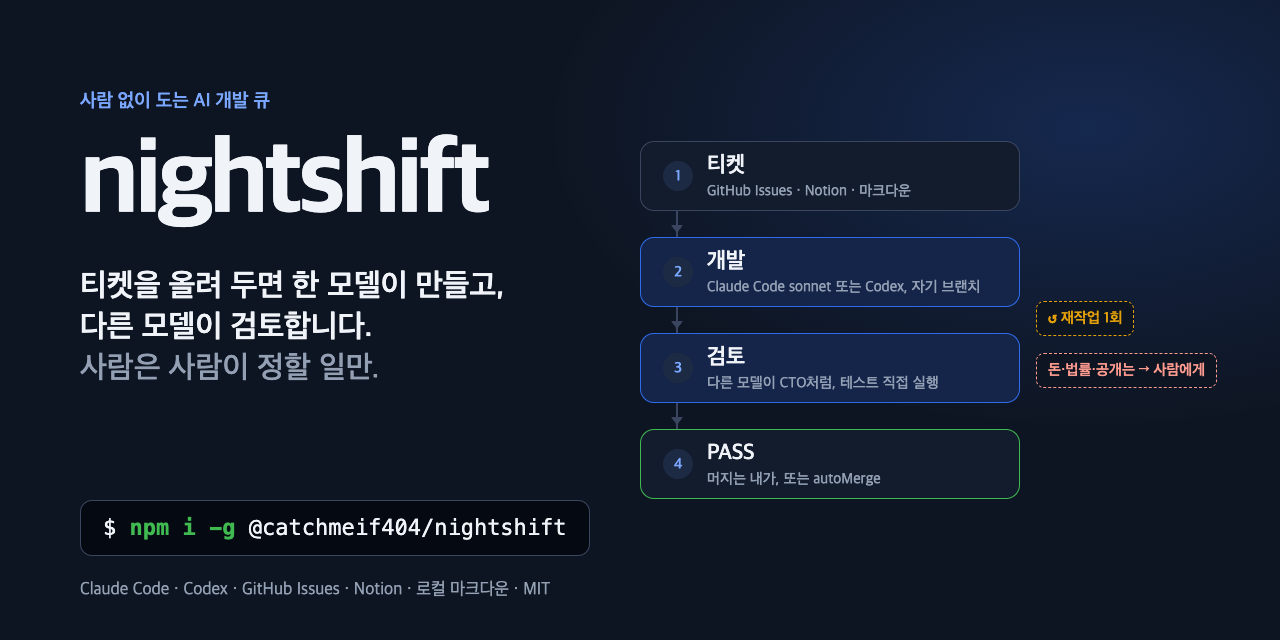 사람 없이 도는 AI 개발 큐
nightshift
티켓을 올려 두면 한 모델이 만들고,
다른 모델이 검토합니다.
사람은 사람이 정할 일만.
$ npm i -g @catchmeif404/nightshift
Claude Code · Codex · GitHub Issues · Notion · 로컬 마크다운 · MIT
1
티켓
GitHub Issues · Notion · 마크다운
2
개발
Claude Code sonnet 또는 Codex, 자기 브랜치
3
검토
다른 모델이 CTO처럼, 테스트 직접 실행
4
PASS
머지는 내가, 또는 autoMerge
↺ 재작업 1회
돈·법률·공개는 → 사람에게